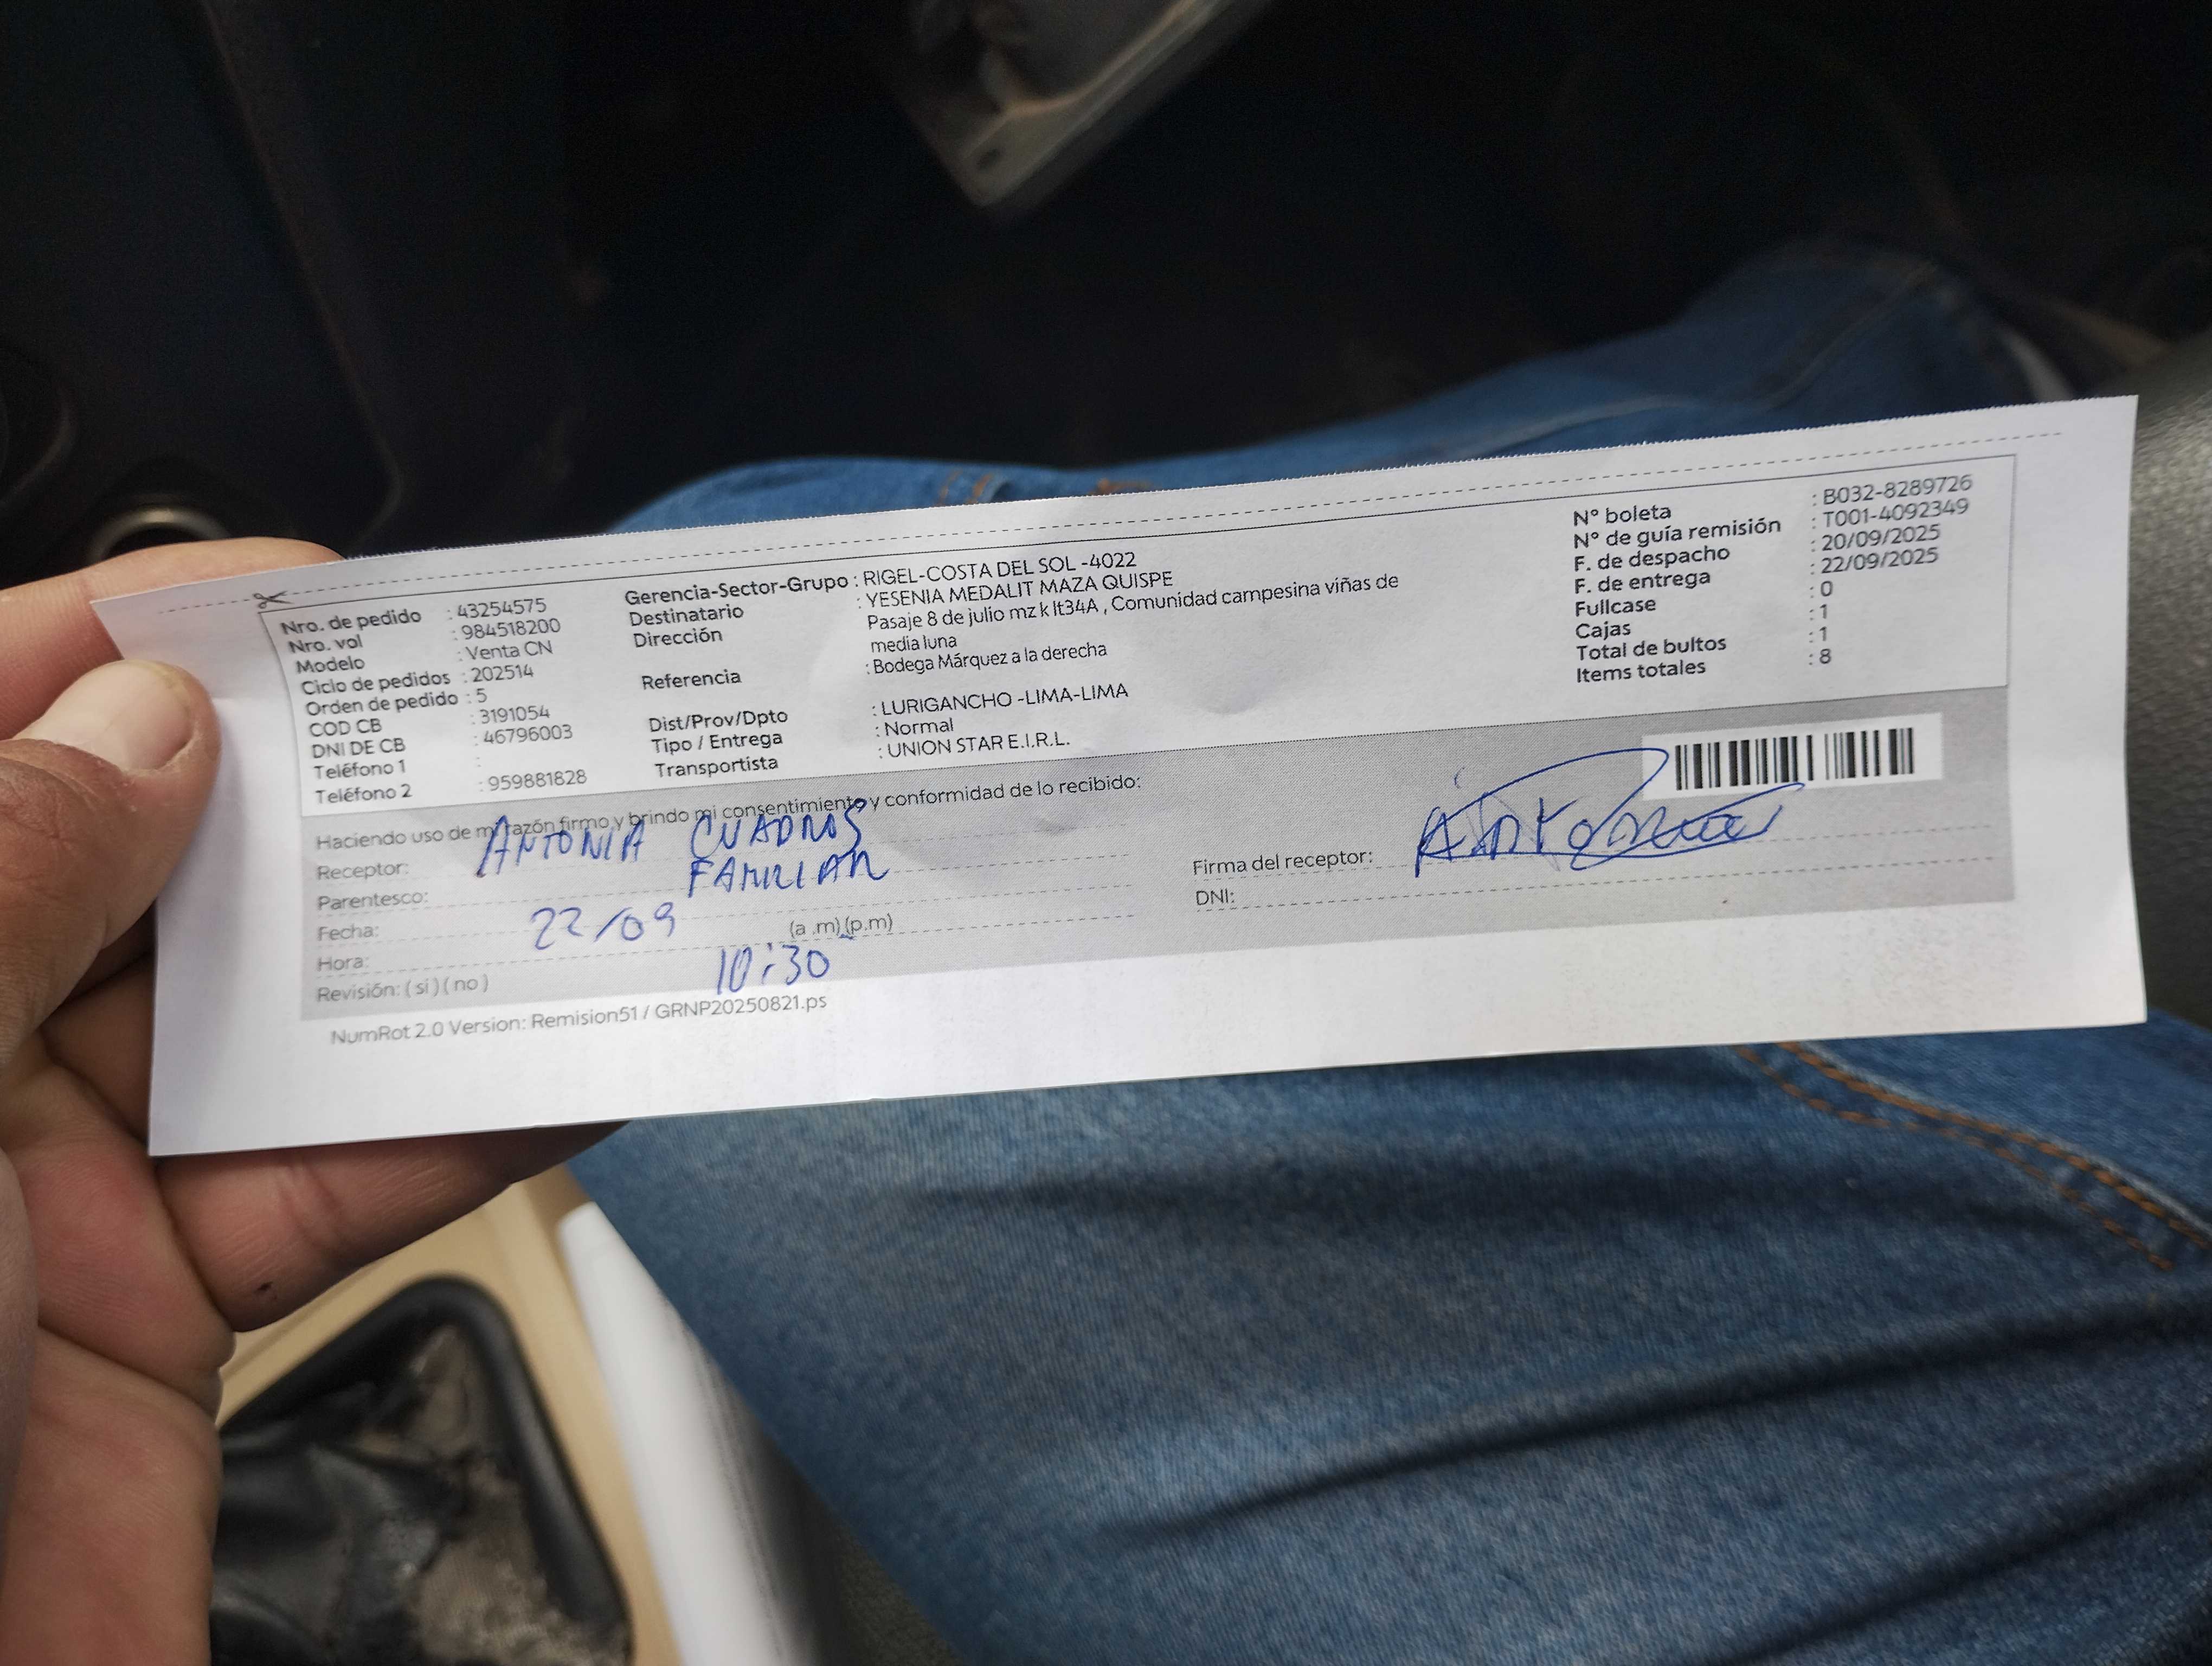 Nro. de pedido : 43254575
Nro. vol : 984518200
Modelo : Venta CN
Ciclo de pedidos : 202514
Orden de pedido : 5
COD CB : 3191054
DNI DE CB : 46796003
Teléfono 1 :
Teléfono 2 : 959881828
Gerencia-Sector-Grupo : RIGEL-COSTA DEL SOL -4022
Destinatario : YESENIA MEDALIT MAZA QUISPE
Dirección Pasaje 8 de julio mz k lt34A , Comunidad campesina viñas de
media luna
Referencia : Bodega Márquez a la derecha
Dist/Prov/Dpto : LURIGANCHO -LIMA-LIMA
Tipo / Entrega : Normal
Transportista : UNION STAR E.I.R.L.
N° boleta : B032-8289726
N° de guía remisión : T001-4092349
F. de despacho : 20/09/2025
F. de entrega : 22/09/2025
Fullcase : 0
Cajas : 1
Total de bultos : 1
Items totales : 8
Haciendo uso de mi razón firmo y brindo mi consentimiento y conformidad de lo recibido:
Receptor: ANTONIA CUADROS
Parentesco: FAMILIAR
Fecha: 22/09
Hora: 10:30 (a .m) (p.m)
Revisión: ( si ) ( no )
Firma del receptor: Antonia
DNI:
NumRot 2.0 Version: Remision51 / GRNP20250821.ps